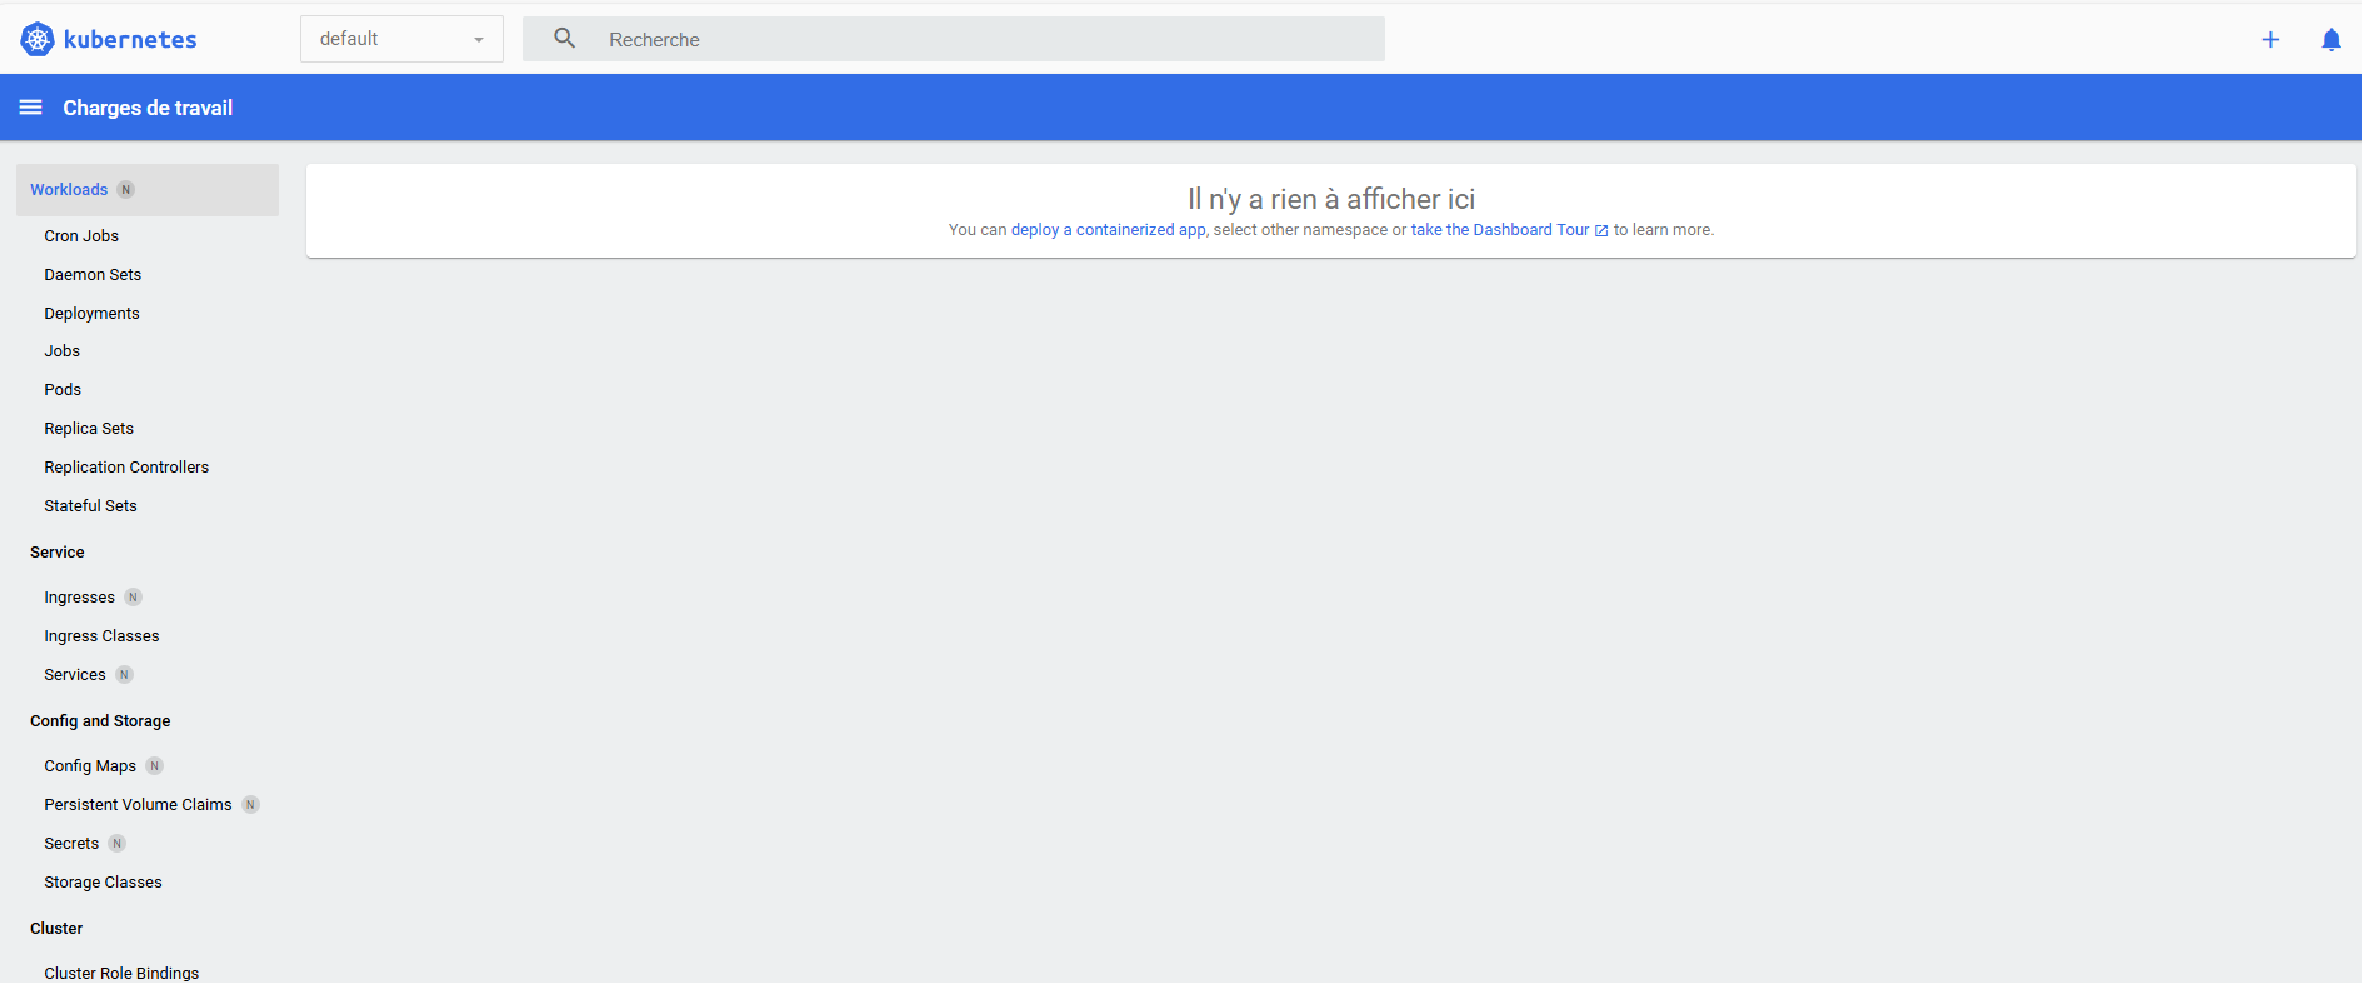 kubernetes
default
Recherche
Charges de travail
Workloads N
Il n'y a rien à afficher ici
You can deploy a containerized app, select other namespace or take the Dashboard Tour to learn more.
Cron Jobs
Daemon Sets
Deployments
Jobs
Pods
Replica Sets
Replication Controllers
Stateful Sets
Service
Ingresses N
Ingress Classes
Services N
Config and Storage
Config Maps N
Persistent Volume Claims N
Secrets N
Storage Classes
Cluster
Cluster Role Bindings